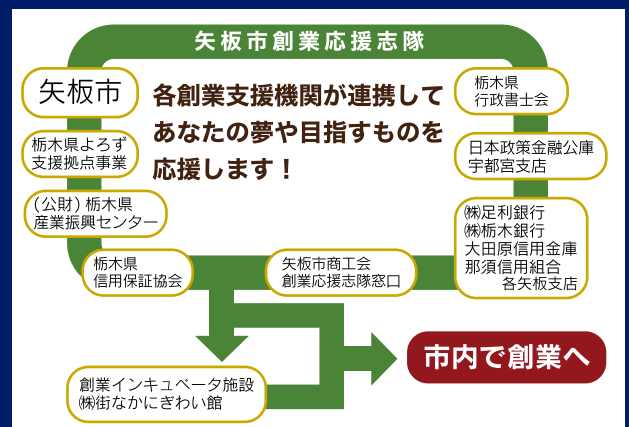 矢板市創業応援志隊
矢板市
各創業支援機関が連携して
あなたの夢や目指すものを
応援します！
栃木県
行政書士会
栃木県よろず
支援拠点事業
日本政策金融公庫
宇都宮支店
(公財)栃木県
産業振興センター
㈱足利銀行
㈱栃木銀行
大田原信用金庫
那須信用組合
各矢板支店
栃木県
信用保証協会
矢板市商工会
創業応援志隊窓口
市内で創業へ
創業インキュベータ施設
㈱街なかにぎわい館